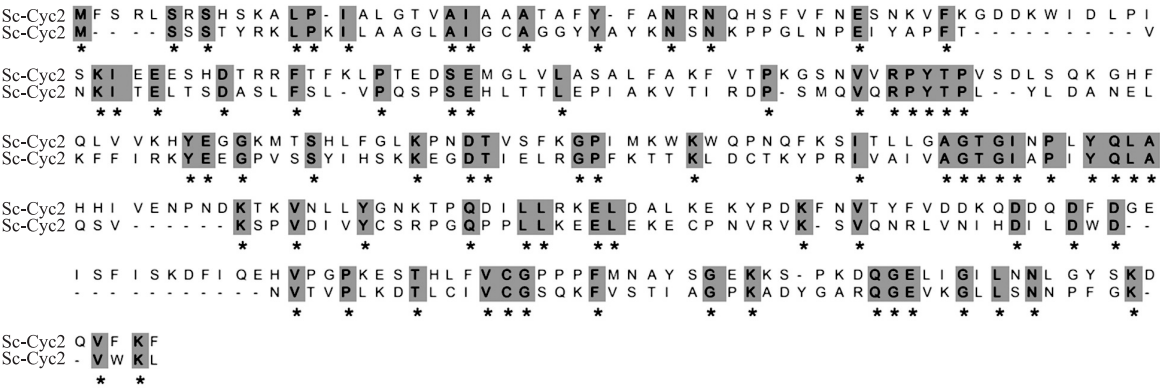 Sc-Cyc2 M F S R L S R S H S K A L P - I A L G T V A I A A A T A F Y - F A N R N Q H S F V F N E S N K V F K G D D K W I D L P I
Sc-Cyc2 M - - - - S S S T Y R K L P K I L A A G L A I G C A G G Y Y A Y K N S N K P P G L N P E I Y A P F T - - - - - - - - - V
* * * * * * * * * * * * * *
Sc-Cyc2 S K I E E E S H D T R R F T F K L P T E D S E M G L V L A S A L F A K F V T P K G S N V V R P Y T P V S D L S Q K G H F
Sc-Cyc2 N K I T E L T S D A S L F S L - V P Q S P S E H L T T L E P I A K V T I R D P - S M Q V Q R P Y T P L - - Y L D A N E L
* * * * * * * * * * * * * * * *
Sc-Cyc2 Q L V V K H Y E G G K M T S H L F G L K P N D T V S F K G P I M K W K W Q P N Q F K S I T L L G A G T G I N P L Y Q L A
Sc-Cyc2 K F F I R K Y E E G P V S S Y I H S K K E G D T I E L R G P F K T T K L D C T K Y P R I V A I V A G T G I A P I Y Q L A
* * * * * * * * * * * * * * * * * * * * *
Sc-Cyc2 H H I V E N P N D K T K V N L L Y G N K T P Q D I L L R K E L D A L K E K Y P D K F N V T Y F V D D K Q D D Q D F D G E
Sc-Cyc2 Q S V - - - - - - K S P V D I V Y C S R P G Q P P L L K E E L E K E C P N V R V K - S V Q N R L V N I H D I L D W D - -
* * * * * * * * * * * * *
I S F I S K D F I Q E H V P G P K E S T H L F V C G P P P F M N A Y S G E K K S - P K D Q G E L I G I L N N L G Y S K D
- - - - - - - - - - - N V T V P L K D T L C I V C G S Q K F V S T I A G P K A D Y G A R Q G E V K G L L S N N P F G K -
* * * * * * * * * * * * * * * *
Sc-Cyc2 Q V F K F
Sc-Cyc2 - V W K L
* *